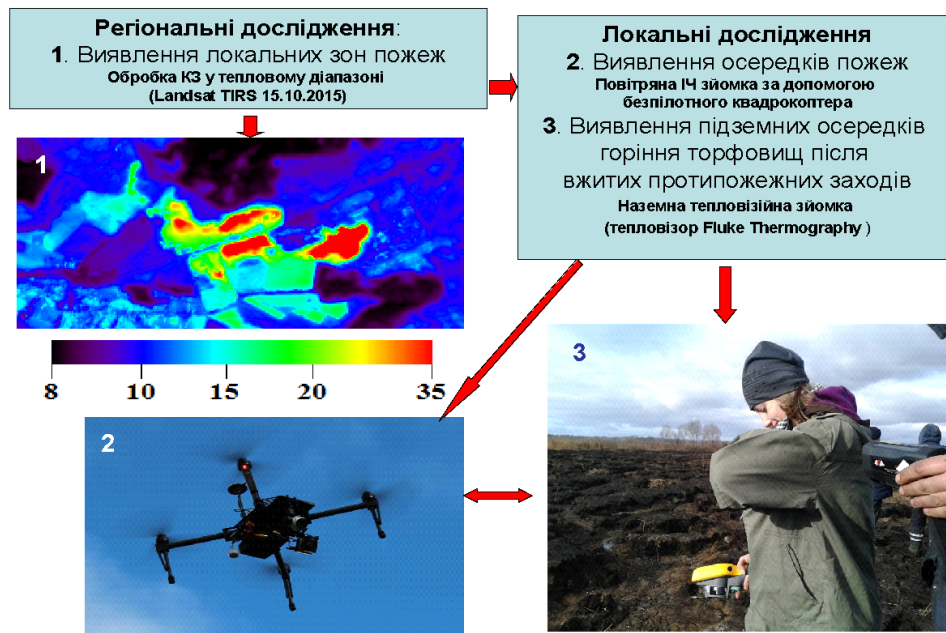 Регіональні дослідження:
1. Виявлення локальних зон пожеж
Обробка КЗ у тепловому діапазоні
(Landsat TIRS 15.10.2015)
Локальні дослідження
2. Виявлення осередків пожеж
Повітряна ІЧ зйомка за допомогою
безпілотного квадрокоптера
3. Виявлення підземних осередків
горіння торфовищ після
вжитих протипожежних заходів
Наземна тепловізійна зйомка
(тепловізор Fluke Thermography )
1
8 10 15 20 35
2
3